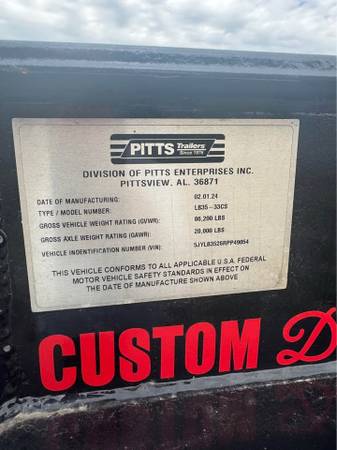 PITTS Trailers
Since 1976
DIVISION OF PITTS ENTERPRISES INC.
PITTSVIEW, AL. 36871
DATE OF MANUFACTURING: 02.01.24
TYPE / MODEL NUMBER: LB35-33CS
GROSS VEHICLE WEIGHT RATING (GVWR): 88,200 LBS
GROSS AXLE WEIGHT RATING (GAWR): 20,000 LBS
VEHICLE INDENTIFICATION NUMBER (VIN): 5JYLB3526RPP49054
THIS VEHICLE CONFORMS TO ALL APPLICABLE U.S.A. FEDERAL
MOTOR VEHICLE SAFETY STANDARDS IN EFFECT ON
THE DATE OF MANUFACTURE SHOWN ABOVE
CUSTOM D